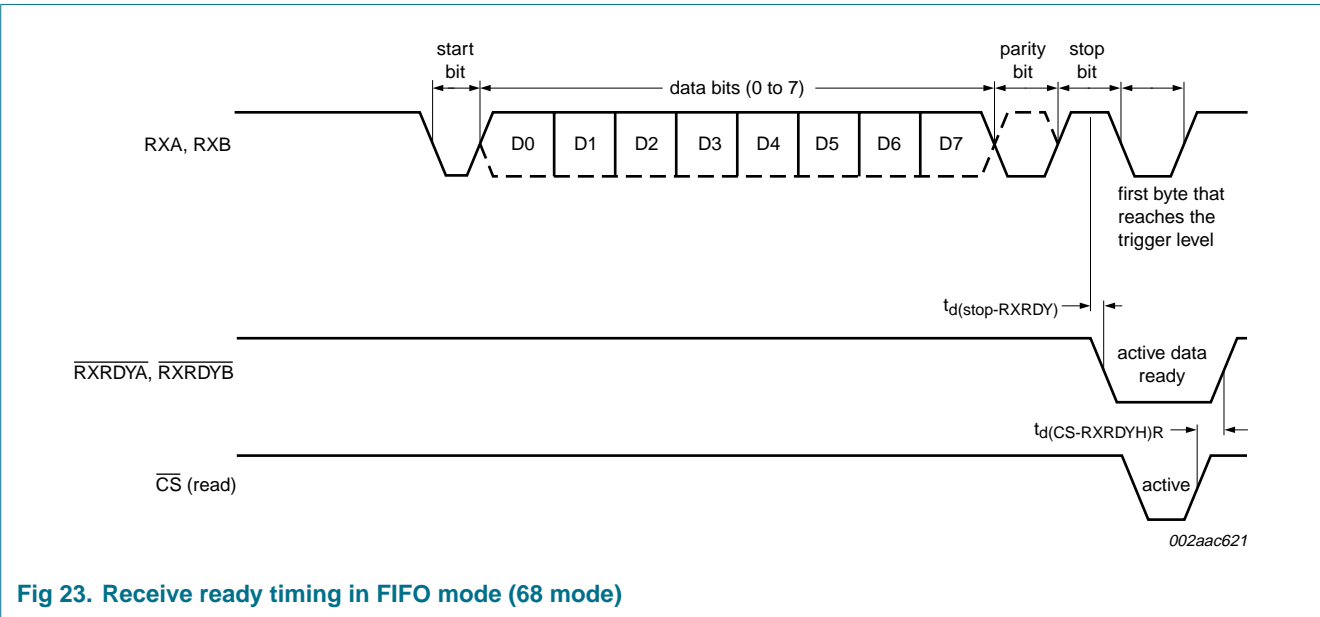 start
bit
data bits (0 to 7)
parity
bit
stop
bit
RXA, RXB
D0 D1 D2 D3 D4 D5 D6 D7
first byte that
reaches the
trigger level
td(stop-RXRDY)
RXRDYA, RXRDYB
active data
ready
td(CS-RXRDYH)R
CS (read)
active
002aac621
Fig 23. Receive ready timing in FIFO mode (68 mode)